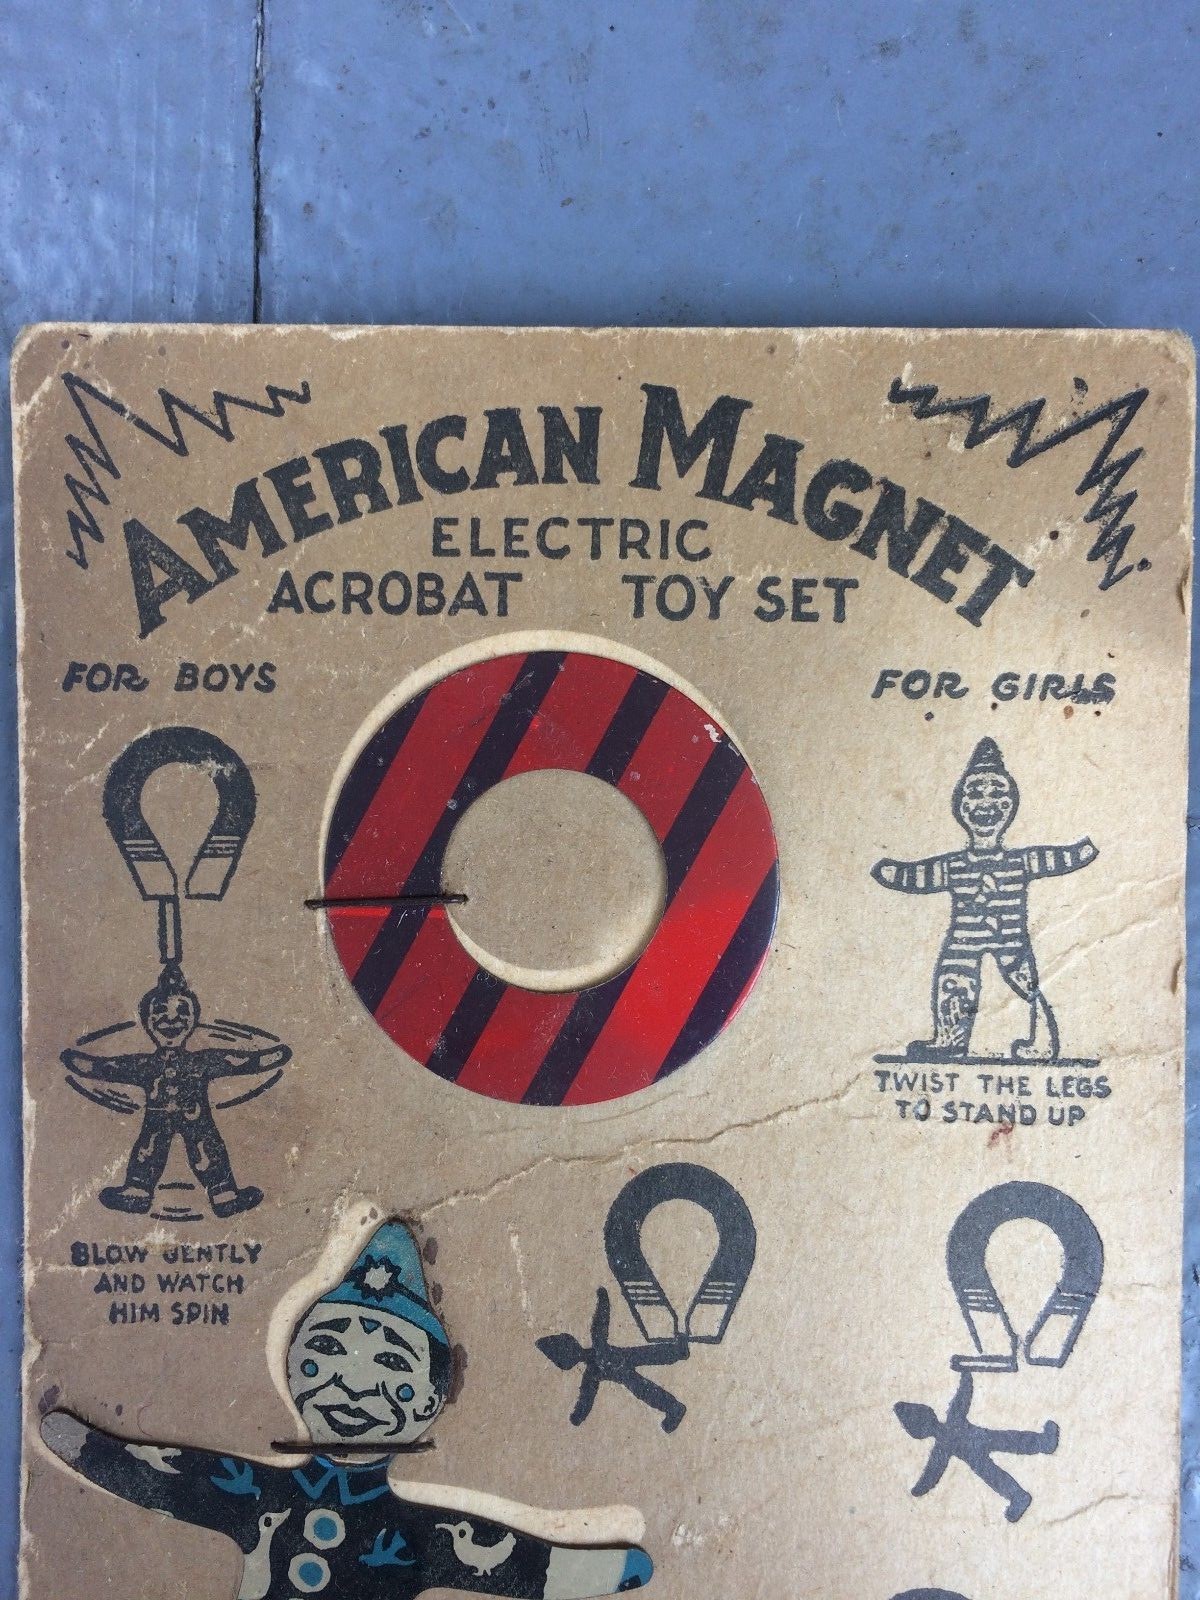 AMERICAN MAGNET
ELECTRIC
ACROBAT TOY SET
FOR BOYS
FOR GIRLS
TWIST THE LEGS
TO STAND UP
BLOW GENTLY
AND WATCH
HIM SPIN